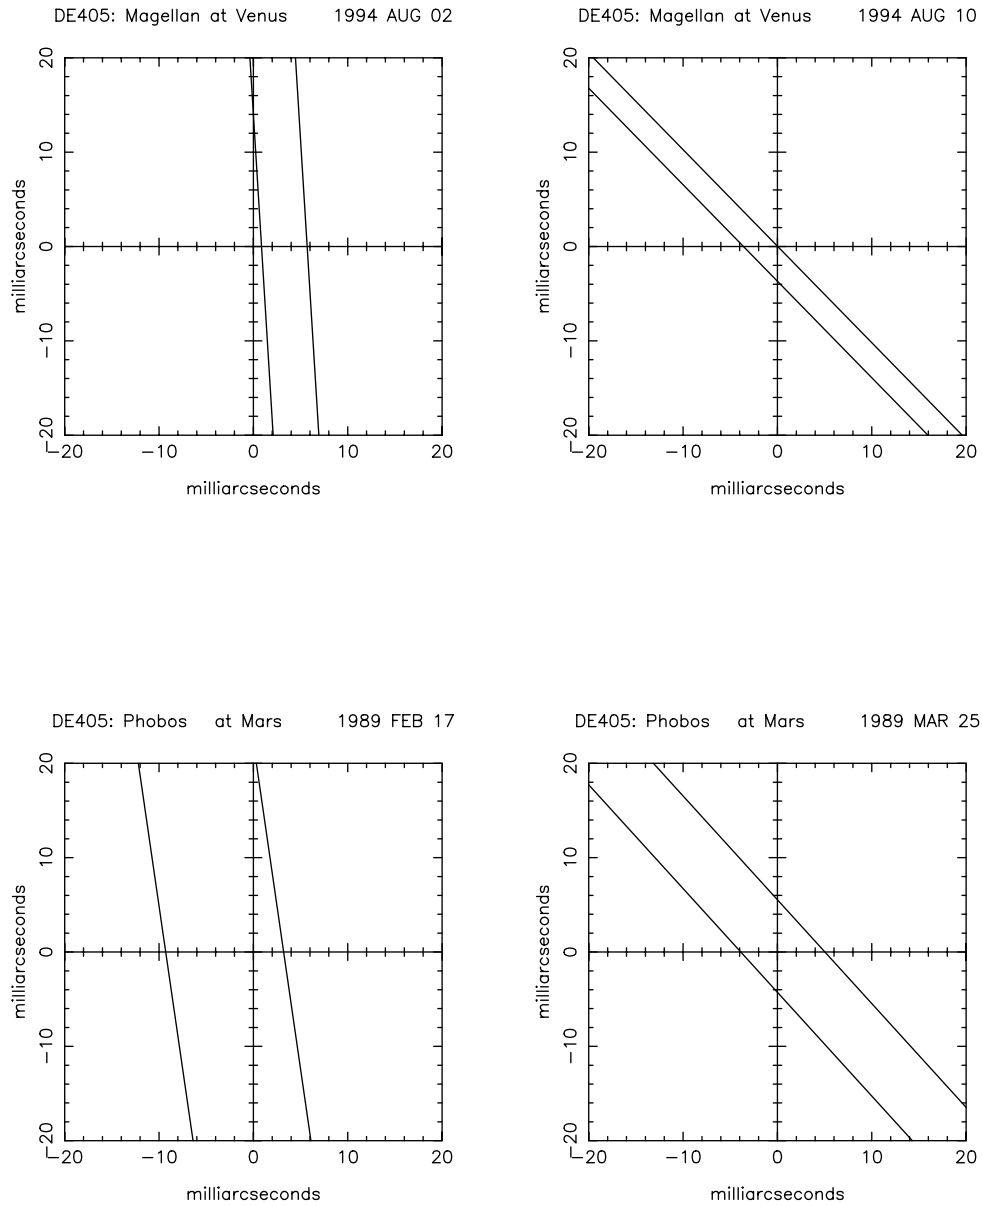 DE405: Magellan at Venus 1994 AUG 02
20
10
0
−10
−20
milliarcseconds
−20 −10 0 10 20
milliarcseconds
DE405: Magellan at Venus 1994 AUG 10
20
10
0
−10
−20
milliarcseconds
−20 −10 0 10 20
milliarcseconds
DE405: Phobos at Mars 1989 FEB 17
20
10
0
−10
−20
milliarcseconds
−20 −10 0 10 20
milliarcseconds
DE405: Phobos at Mars 1989 MAR 25
20
10
0
−10
−20
milliarcseconds
−20 −10 0 10 20
milliarcseconds